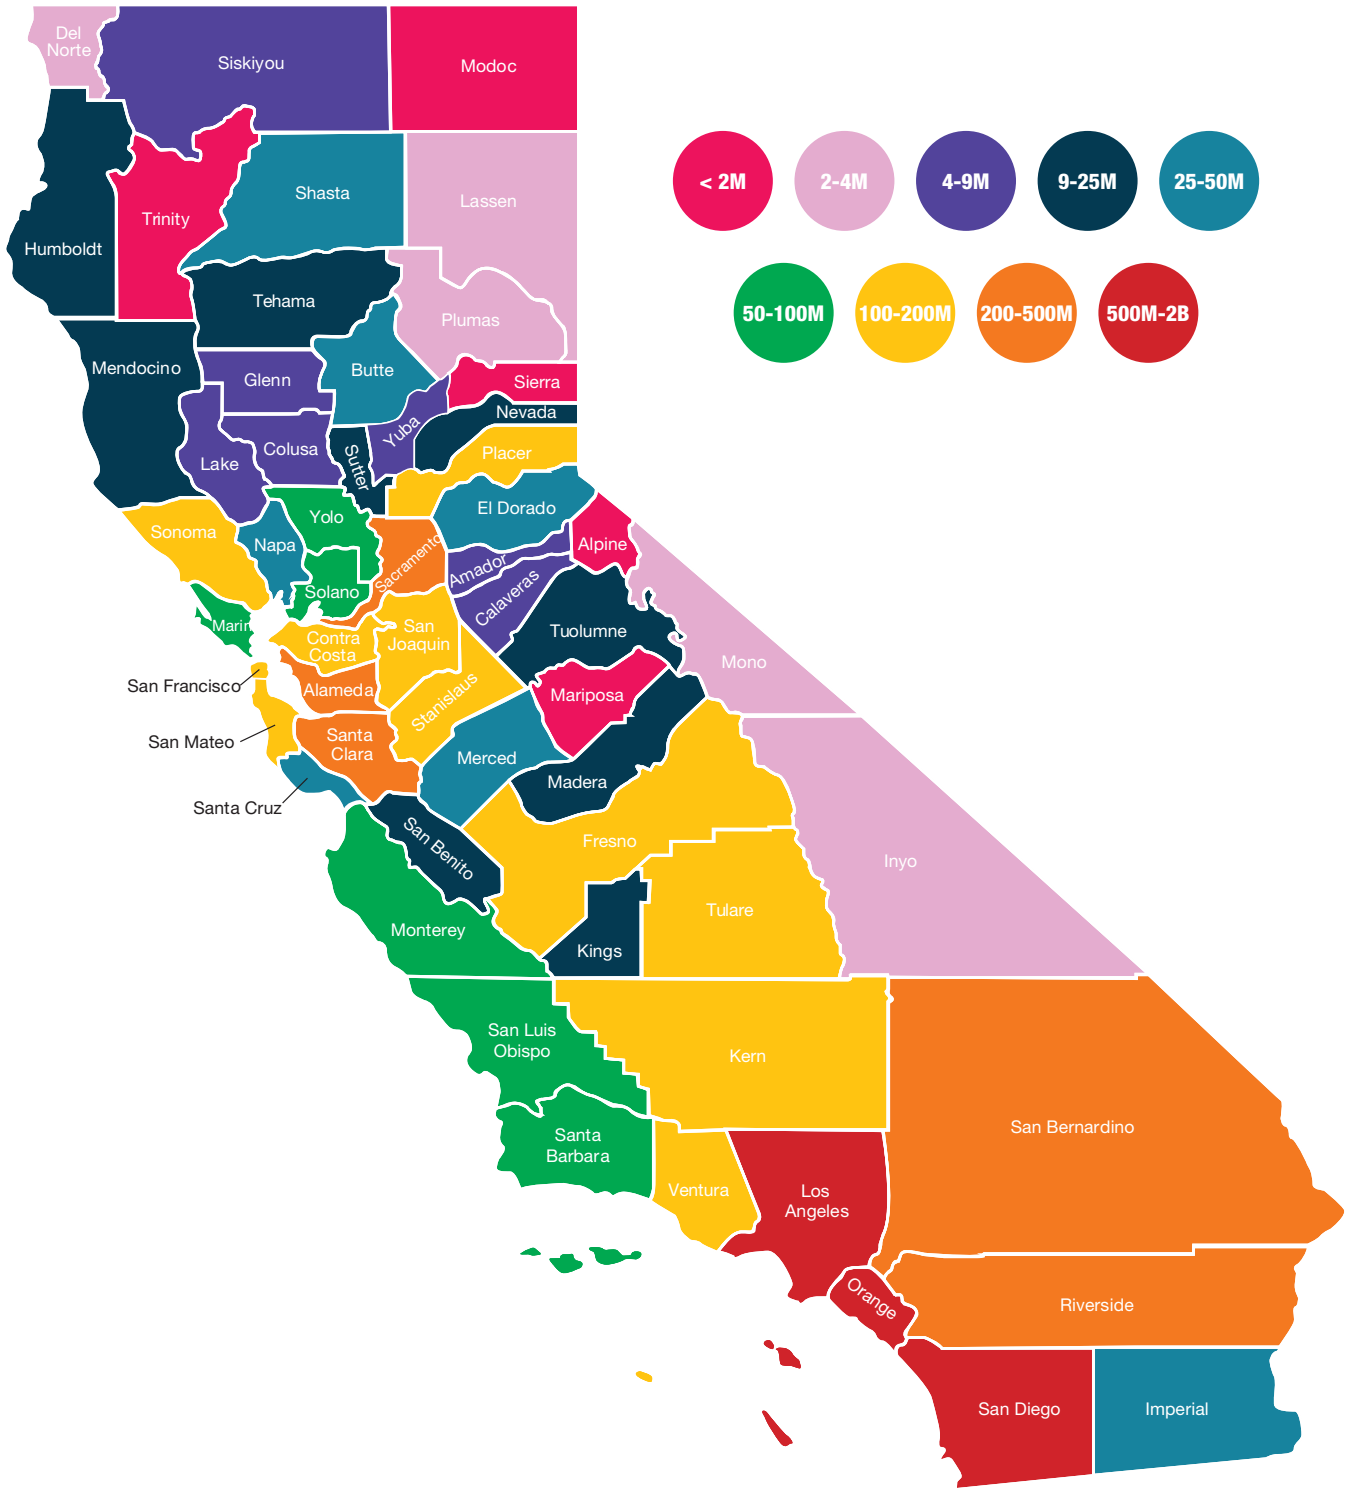 Del
Norte
Siskiyou
Modoc
< 2M
2-4M
4-9M
9-25M
25-50M
Shasta
Lassen
Trinity
Humboldt
Tehama
50-100M
100-200M
200-500M
500M-2B
Plumas
Mendocino
Butte
Glenn
Sierra
Nevada
Yuba
Colusa
Sutter
Placer
Lake
El Dorado
Yolo
Sonoma
Napa
Sacramento
Alpine
Amador
Solano
Calaveras
Marin
San
Joaquin
Tuolumne
Contra
Costa
Mono
San Francisco
Alameda
Mariposa
Stanislaus
San Mateo
Santa
Clara
Merced
Madera
Santa Cruz
San Benito
Fresno
Inyo
Tulare
Monterey
Kings
San Luis
Obispo
Kern
San Bernardino
Santa
Barbara
Ventura
Los
Angeles
Orange
Riverside
San Diego
Imperial